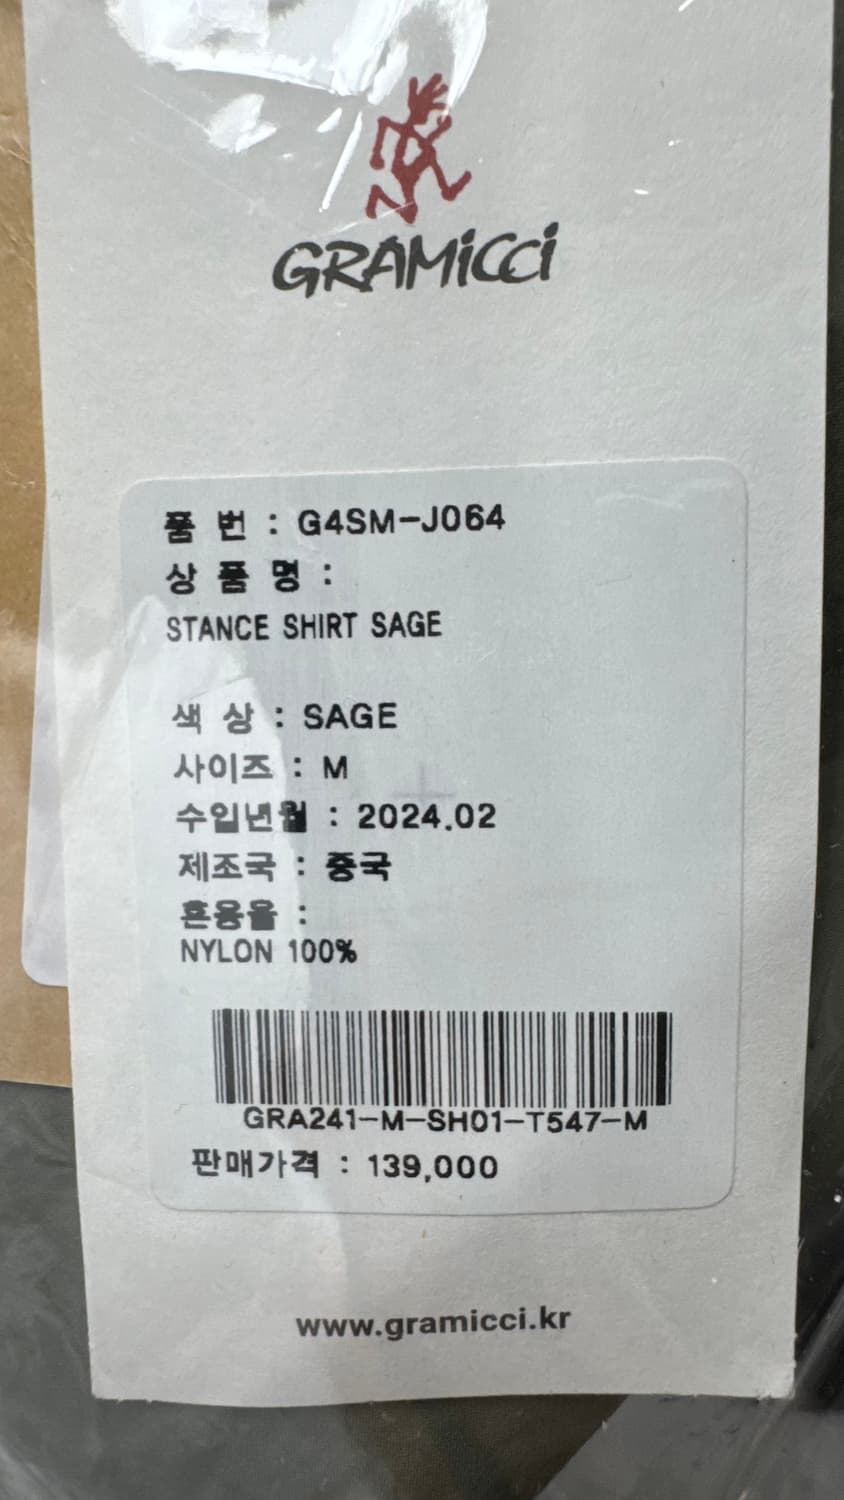 GRAMiCCi
품 번 : G4SM-J064
상 품 명 :
STANCE SHIRT SAGE
색 상 : SAGE
사이즈 : M
수입년월 : 2024.02
제조국 : 중국
혼용율 :
NYLON 100%
GRA241-M-SH01-T547-M
판매가격 : 139,000
www.gramicci.kr